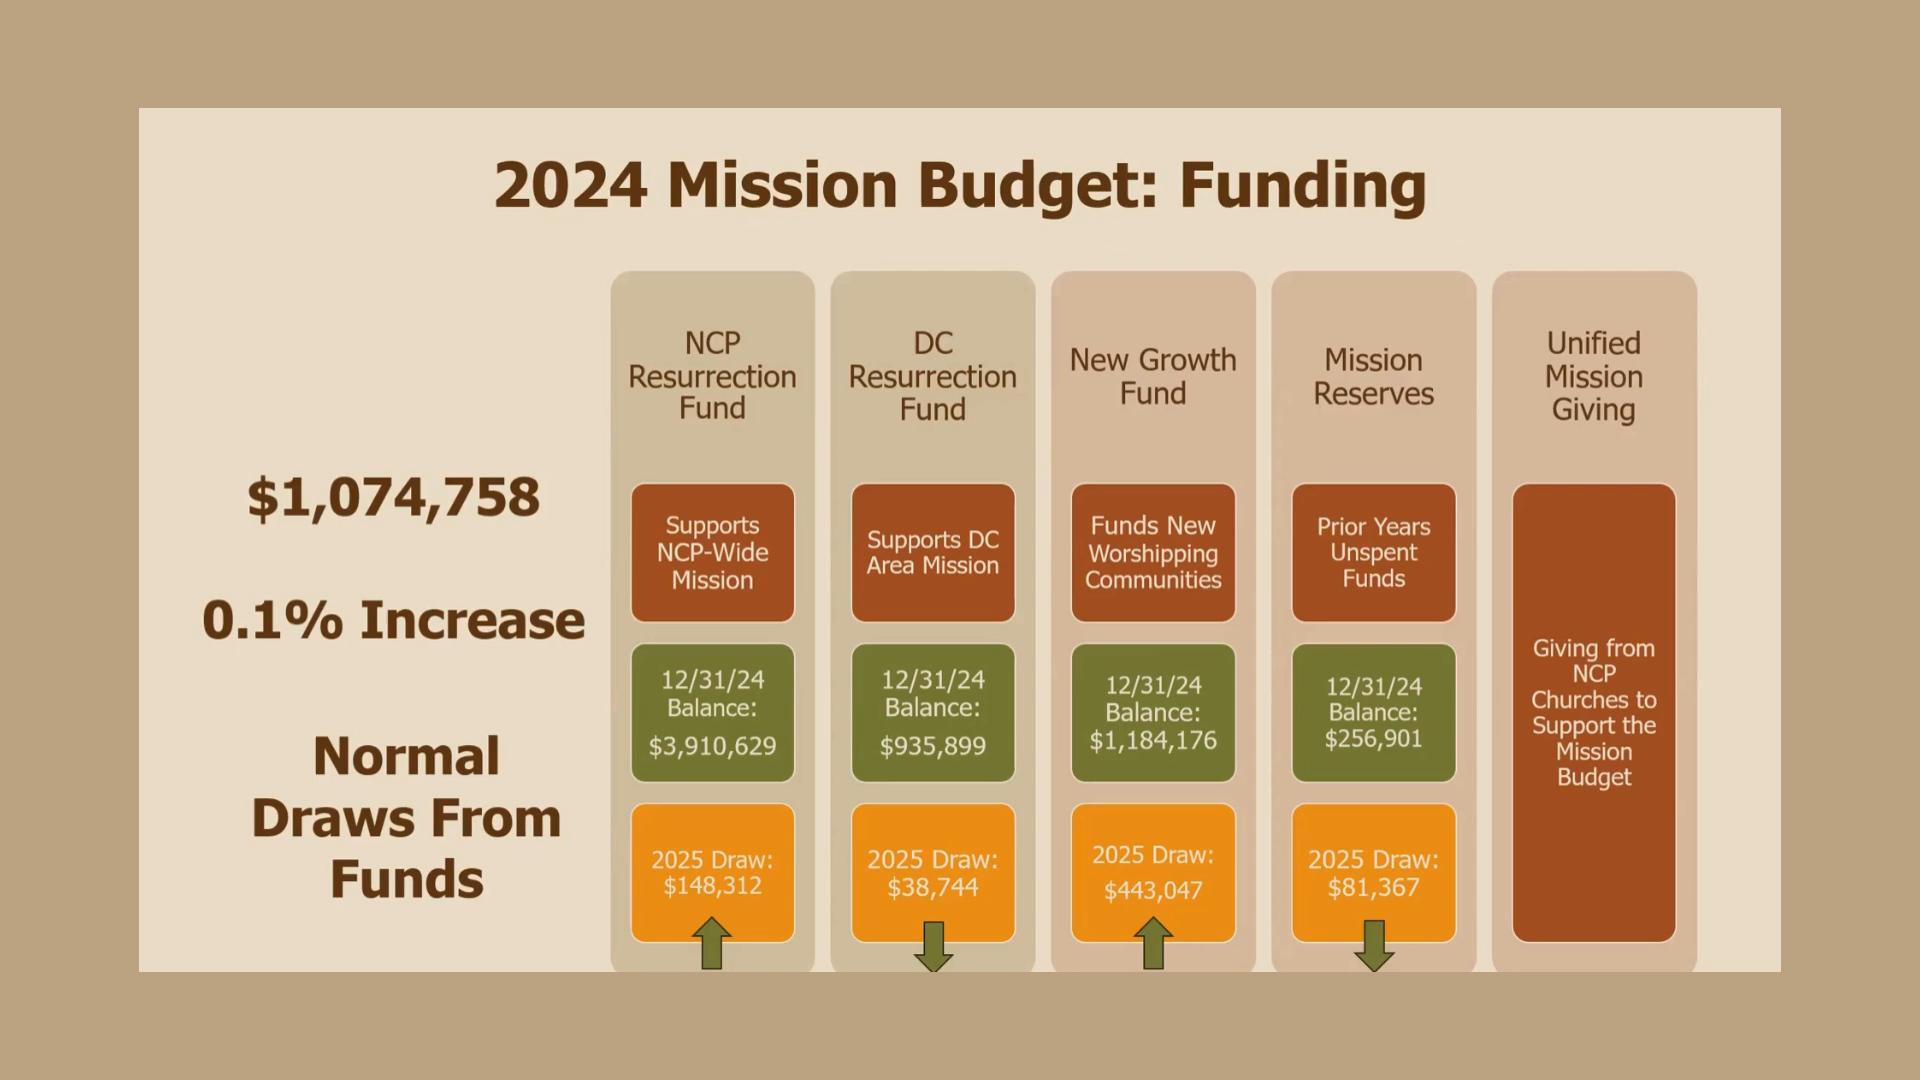 2024 Mission Budget: Funding
$1,074,758
0.1% Increase
Normal
Draws From
Funds
NCP
Resurrection
Fund
Supports
NCP-Wide
Mission
12/31/24
Balance:
$3,910,629
2025 Draw:
$148,312
DC
Resurrection
Fund
Supports DC
Area Mission
12/31/24
Balance:
$935,899
2025 Draw:
$38,744
New Growth
Fund
Funds New
Worshipping
Communities
12/31/24
Balance:
$1,184,176
2025 Draw:
$443,047
Mission
Reserves
Prior Years
Unspent
Funds
12/31/24
Balance:
$256,901
2025 Draw:
$81,367
Unified
Mission
Giving
Giving from
NCP
Churches to
Support the
Mission
Budget